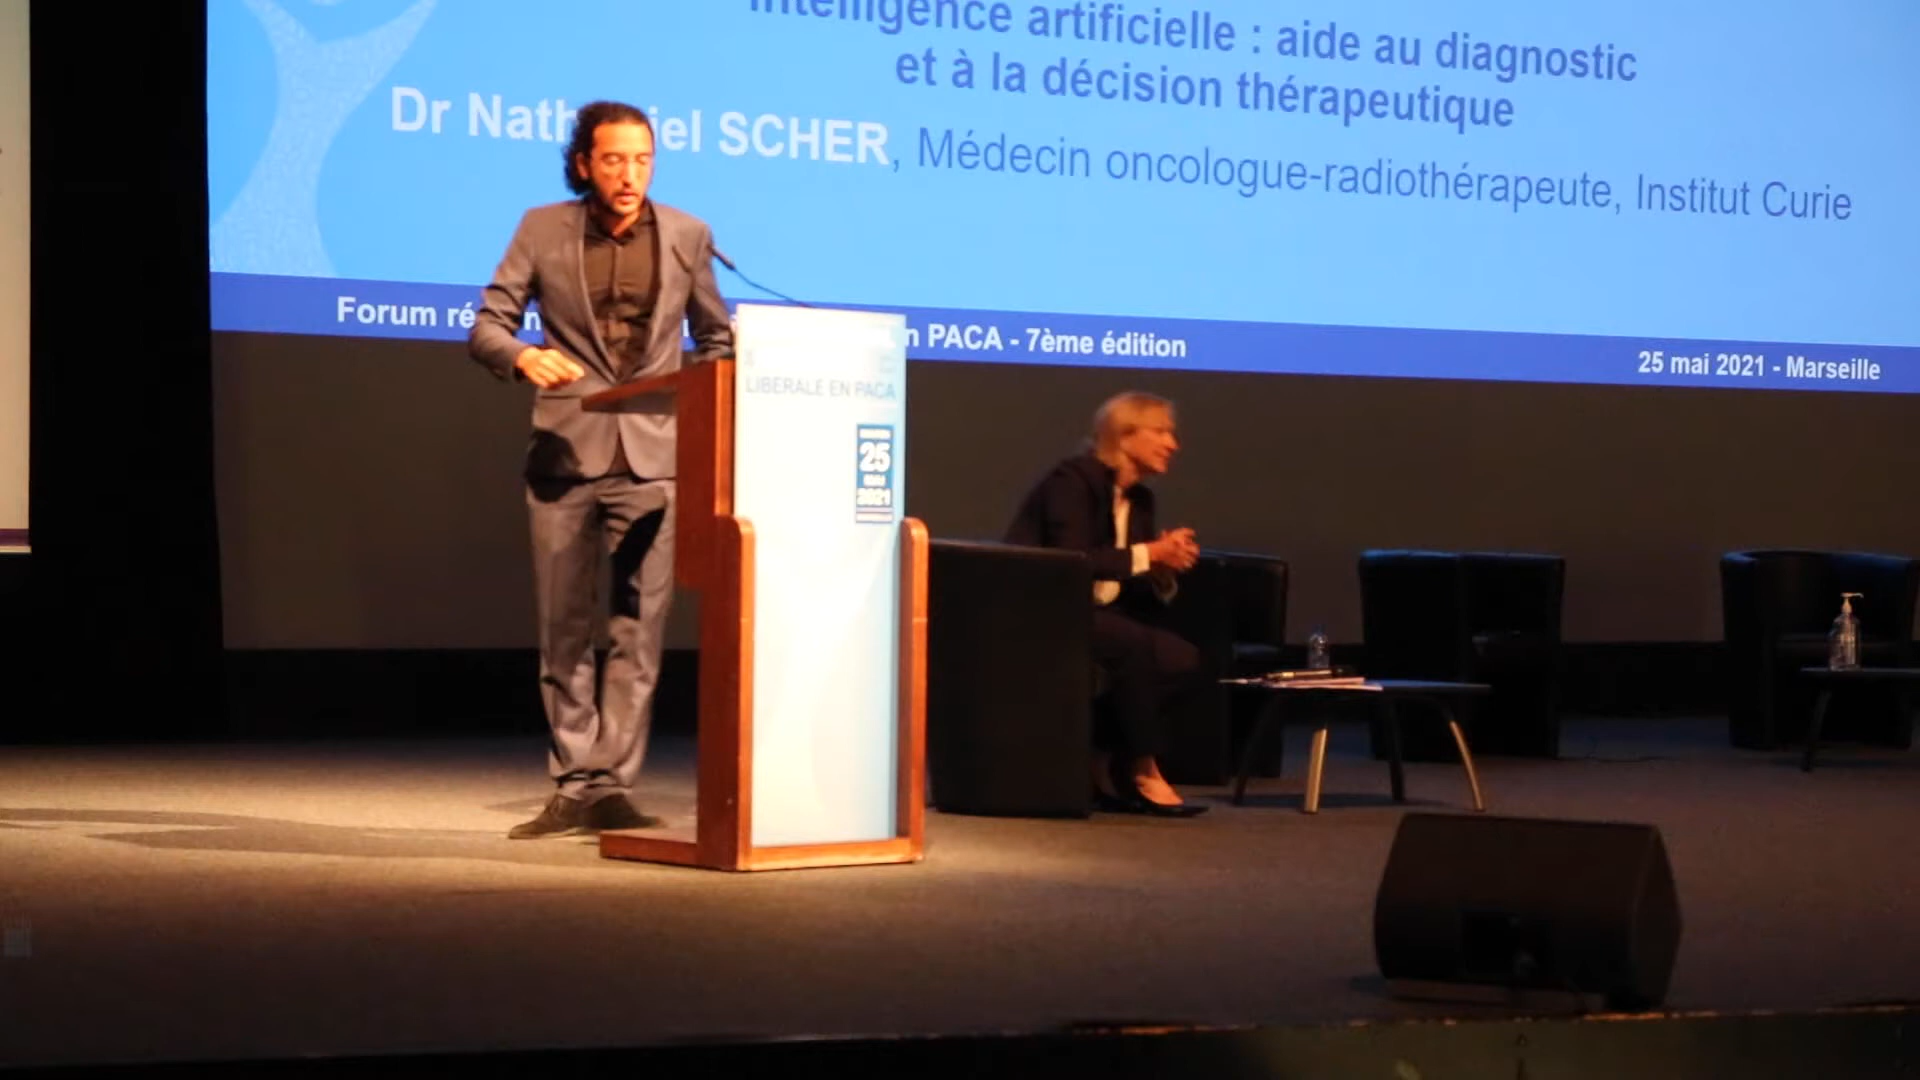 intelligence artificielle : aide au diagnostic
et à la décision thérapeutique
Dr Nath iel SCHER, Médecin oncologue-radiothérapeute, Institut Curie
Forum ré n PACA - 7ème édition
25 mai 2021 - Marseille
LIBERALE EN PACA
25
2021